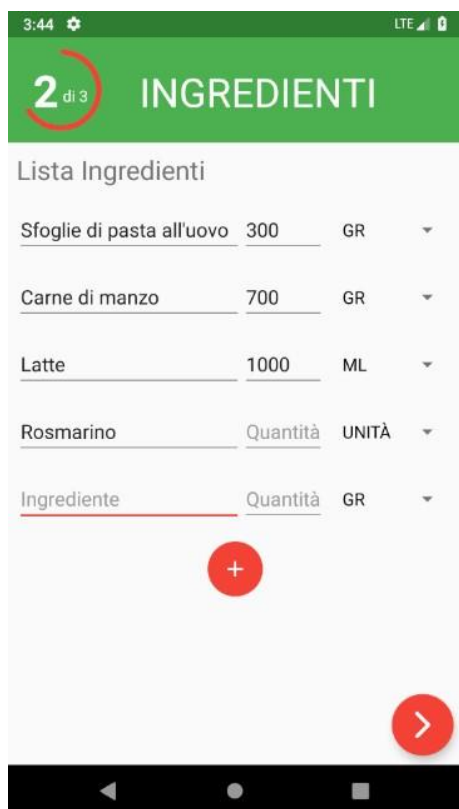 3:44 LTE
2 di 3 INGREDIENTI
Lista Ingredienti
Sfoglie di pasta all'uovo 300 GR
Carne di manzo 700 GR
Latte 1000 ML
Rosmarino Quantità UNITÀ
Ingrediente Quantità GR
+